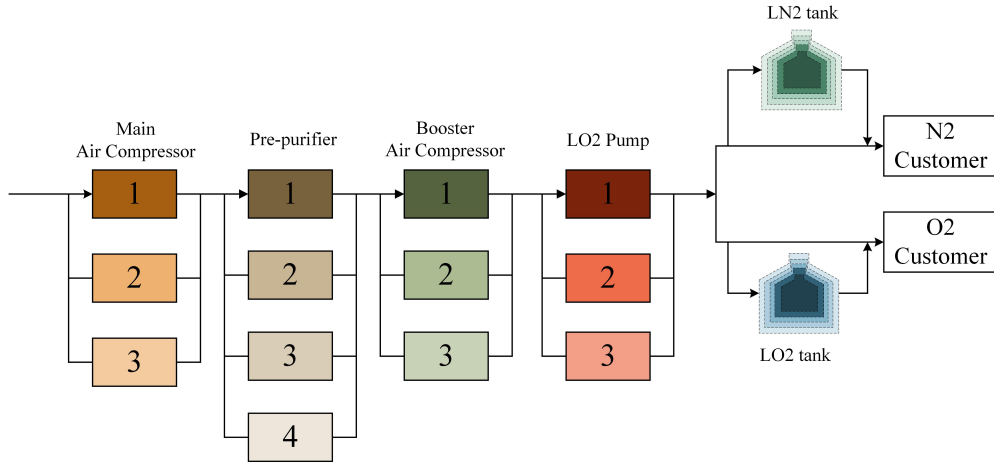 LN2 tank
Main
Air Compressor
Pre-purifier
Booster
Air Compressor
LO2 Pump
N2
Customer
1
1
1
1
O2
Customer
2
2
2
2
3
3
3
3
LO2 tank
4